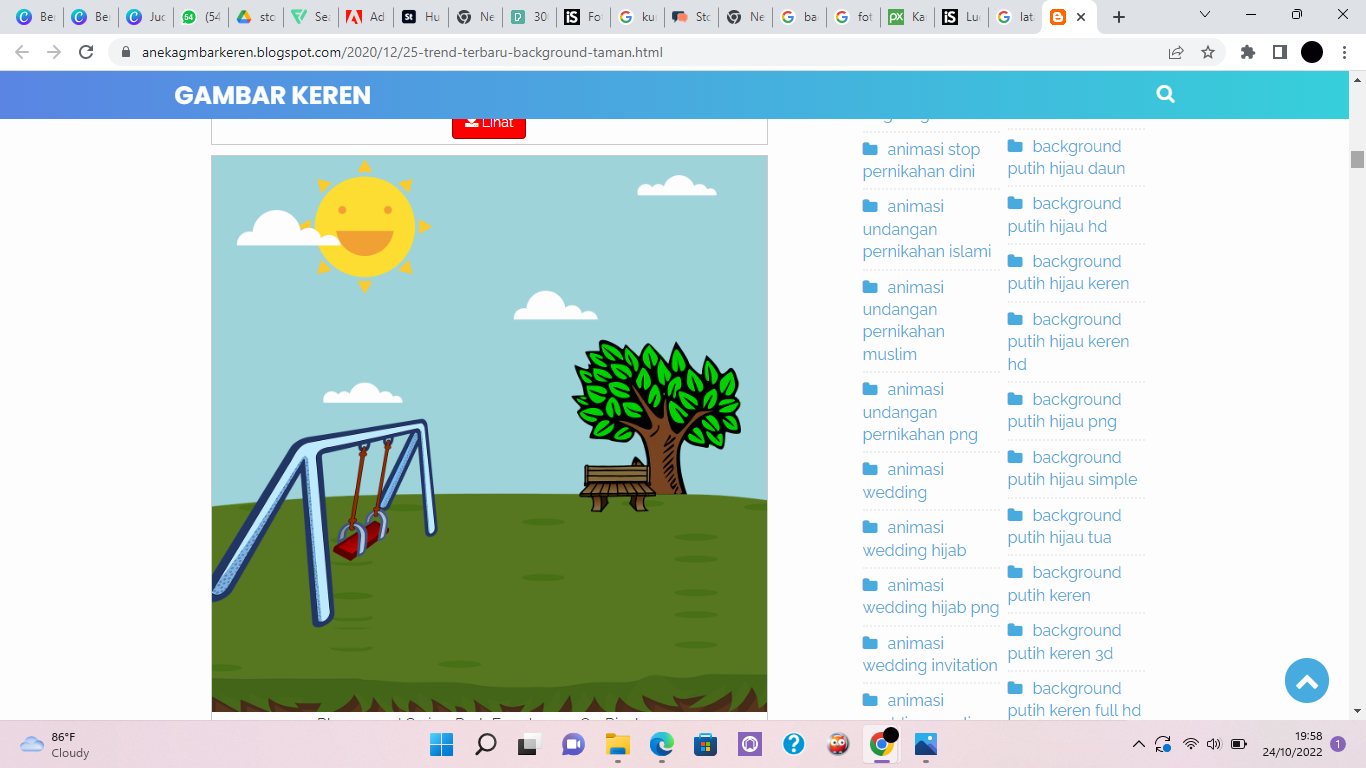 Be
Be
Juc
(54
sto
Sea
Ad
Hu
Ne
30
Fo
ku
Sto
Ne
ba
fot
Ka
Lu
lat
anekagmbarkeren.blogspot.com/2020/12/25-trend-terbaru-background-taman.html
GAMBAR KEREN
Lihat
animasi stop
pernikahan dini
animasi
undangan
pernikahan islami
animasi
undangan
pernikahan
muslim
animasi
undangan
pernikahan png
animasi
wedding
animasi
wedding hijab
animasi
wedding hijab png
animasi
wedding invitation
animasi
background
putih hijau daun
background
putih hijau hd
background
putih hijau keren
background
putih hijau keren
hd
background
putih hijau png
background
putih hijau simple
background
putih hijau tua
background
putih keren
background
putih keren 3d
background
putih keren full hd
86°F
Cloudy
19:58
24/10/2022
1